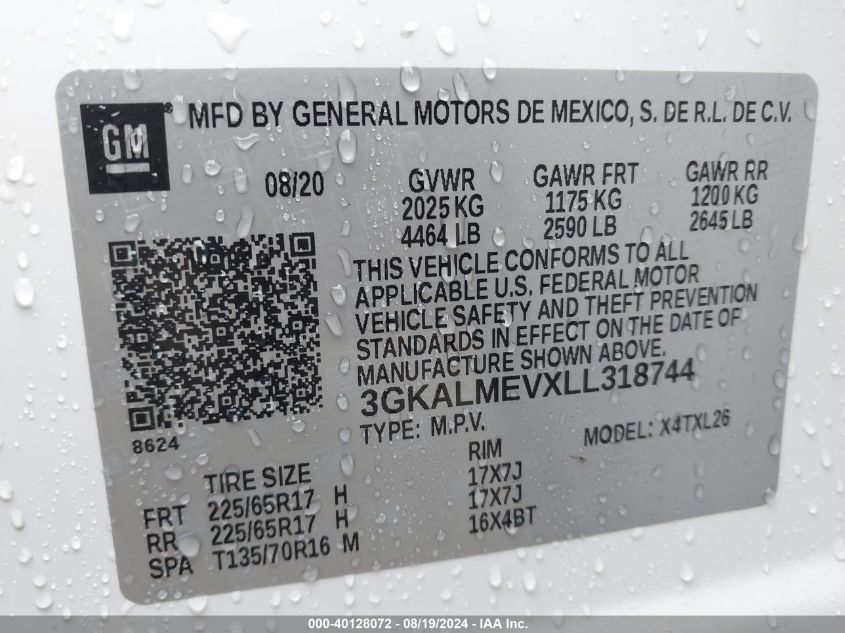 GM
MFD BY GENERAL MOTORS DE MEXICO, S. DE R.L. DE C.V.
08/20 GVWR GAWR FRT GAWR RR
2025 KG 1175 KG 1200 KG
4464 LB 2590 LB 2645 LB
THIS VEHICLE CONFORMS TO ALL
APPLICABLE U.S. FEDERAL MOTOR
VEHICLE SAFETY AND THEFT PREVENTION
STANDARDS IN EFFECT ON THE DATE OF
MANUFACTURE SHOWN ABOVE.
3GKALMEVXLL318744
8624
TYPE: M.P.V. MODEL: X4TXL26
TIRE SIZE RIM
FRT 225/65R17 H 17X7J
RR 225/65R17 H 17X7J
SPA T135/70R16 M 16X4BT
000-40128072 - 08/19/2024 - IAA Inc.